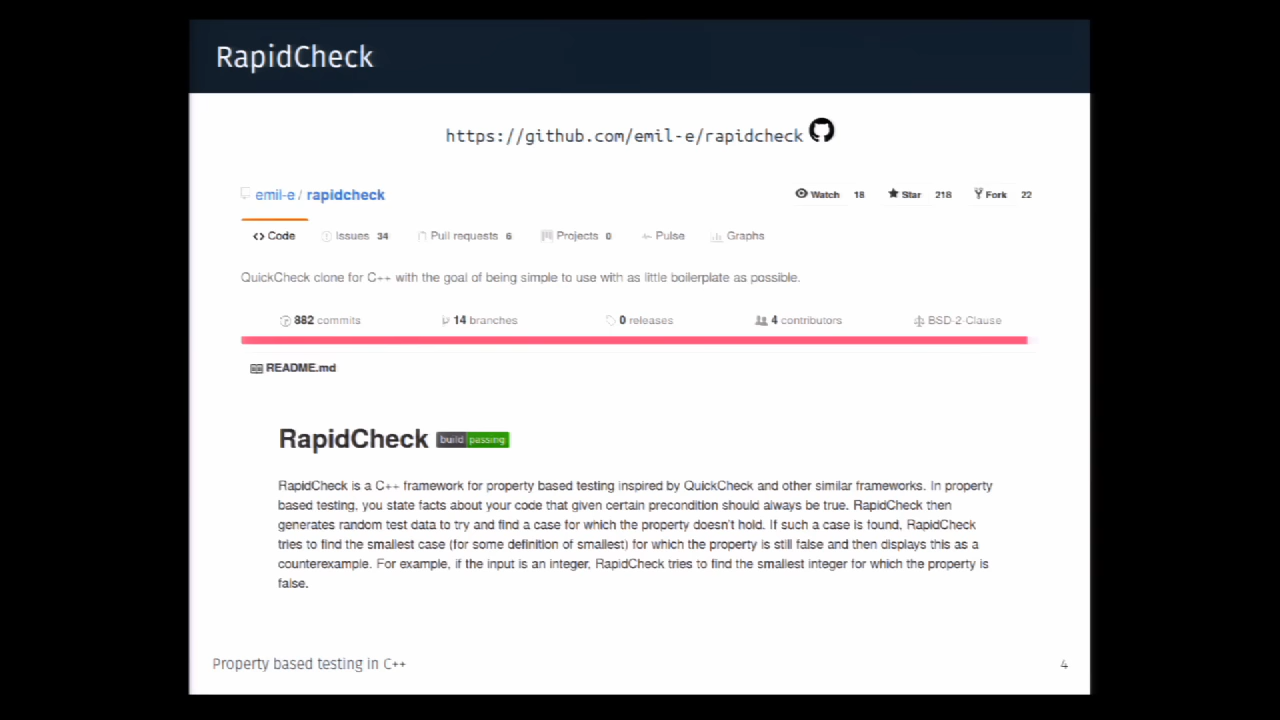 RapidCheck
https://github.com/emil-e/rapidcheck
emil-e / rapidcheck
Watch 18 Star 218 Fork 22
Code Issues 34 Pull requests 6 Projects 0 Pulse Graphs
QuickCheck clone for C++ with the goal of being simple to use with as little boilerplate as possible.
882 commits 14 branches 0 releases 4 contributors BSD-2-Clause
README.md
RapidCheck build passing
RapidCheck is a C++ framework for property based testing inspired by QuickCheck and other similar frameworks. In property
based testing, you state facts about your code that given certain precondition should always be true. RapidCheck then
generates random test data to try and find a case for which the property doesn't hold. If such a case is found, RapidCheck
tries to find the smallest case (for some definition of smallest) for which the property is still false and then displays this as a
counterexample. For example, if the input is an integer, RapidCheck tries to find the smallest integer for which the property is
false.
Property based testing in C++ 4